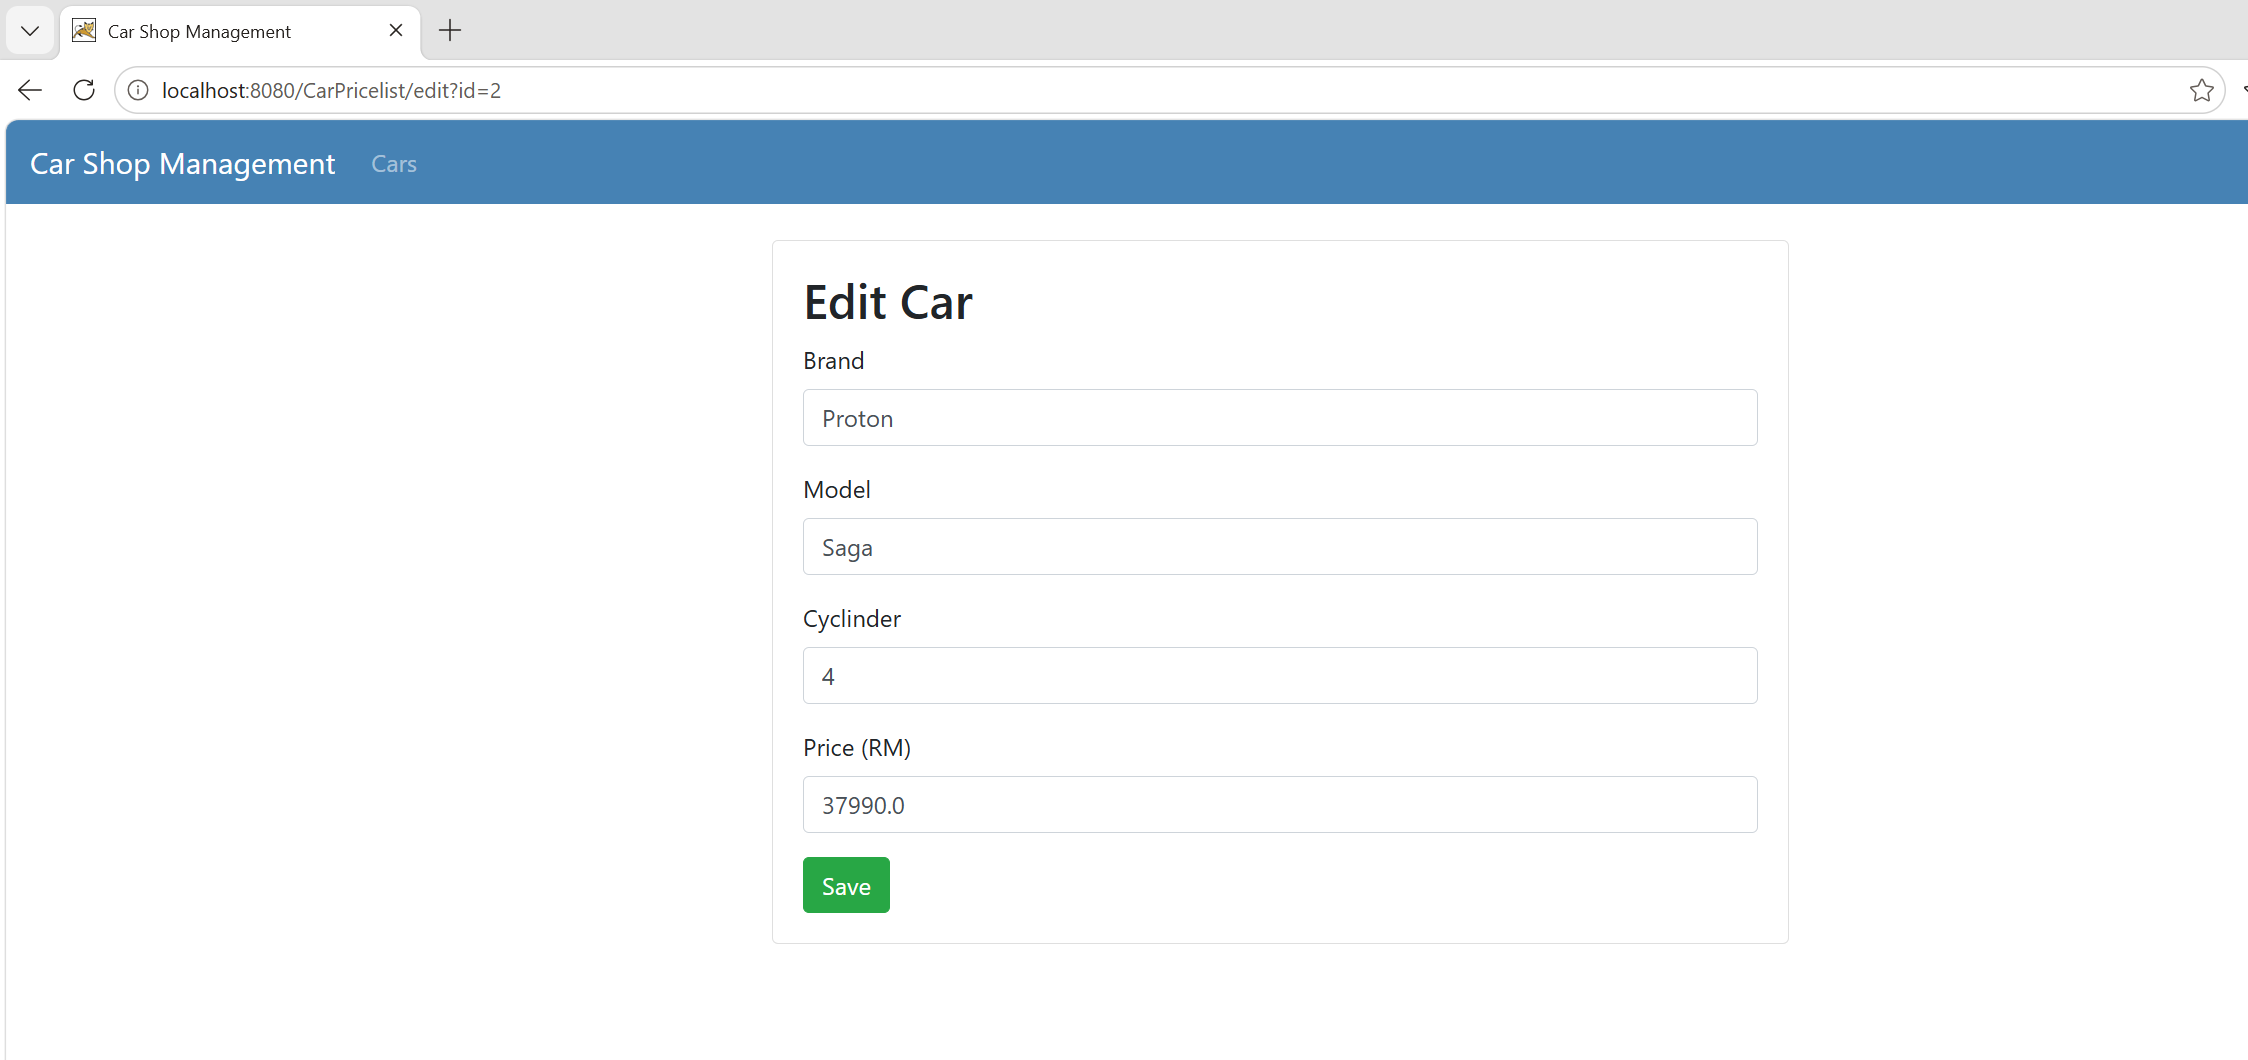 Car Shop Management
localhost:8080/CarPricelist/edit?id=2
Car Shop Management Cars
Edit Car
Brand
Proton
Model
Saga
Cyclinder
4
Price (RM)
37990.0
Save